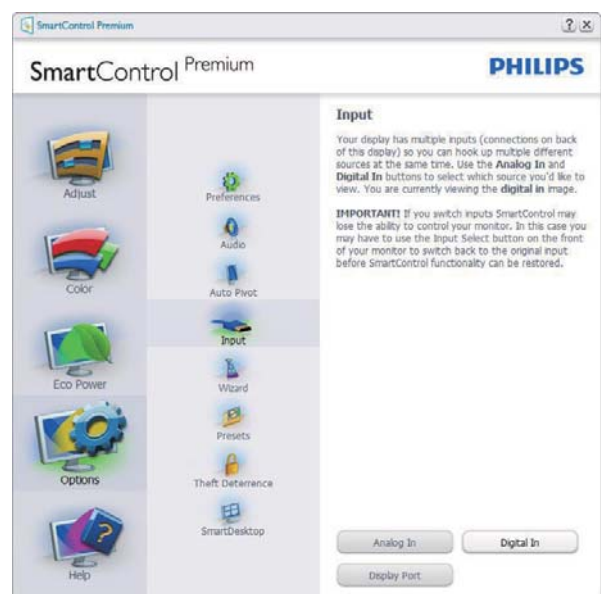 SmartControl Premium
SmartControl Premium
PHILIPS
Adjust
Color
Eco Power
Options
Help
Preferences
Audio
Auto Pivot
Input
Wizard
Presets
Theft Deterrence
SmartDesktop
Input
Your display has multiple inputs (connections on back
of this display) so you can hook up multiple different
sources at the same time. Use the Analog In and
Digital In buttons to select which source you'd like to
view. You are currently viewing the digital in image.
IMPORTANT! If you switch inputs SmartControl may
lose the ability to control your monitor. In this case you
may have to use the Input Select button on the front
of your monitor to switch back to the original input
before SmartControl functionality can be restored.
Analog In
Digital In
Display Port